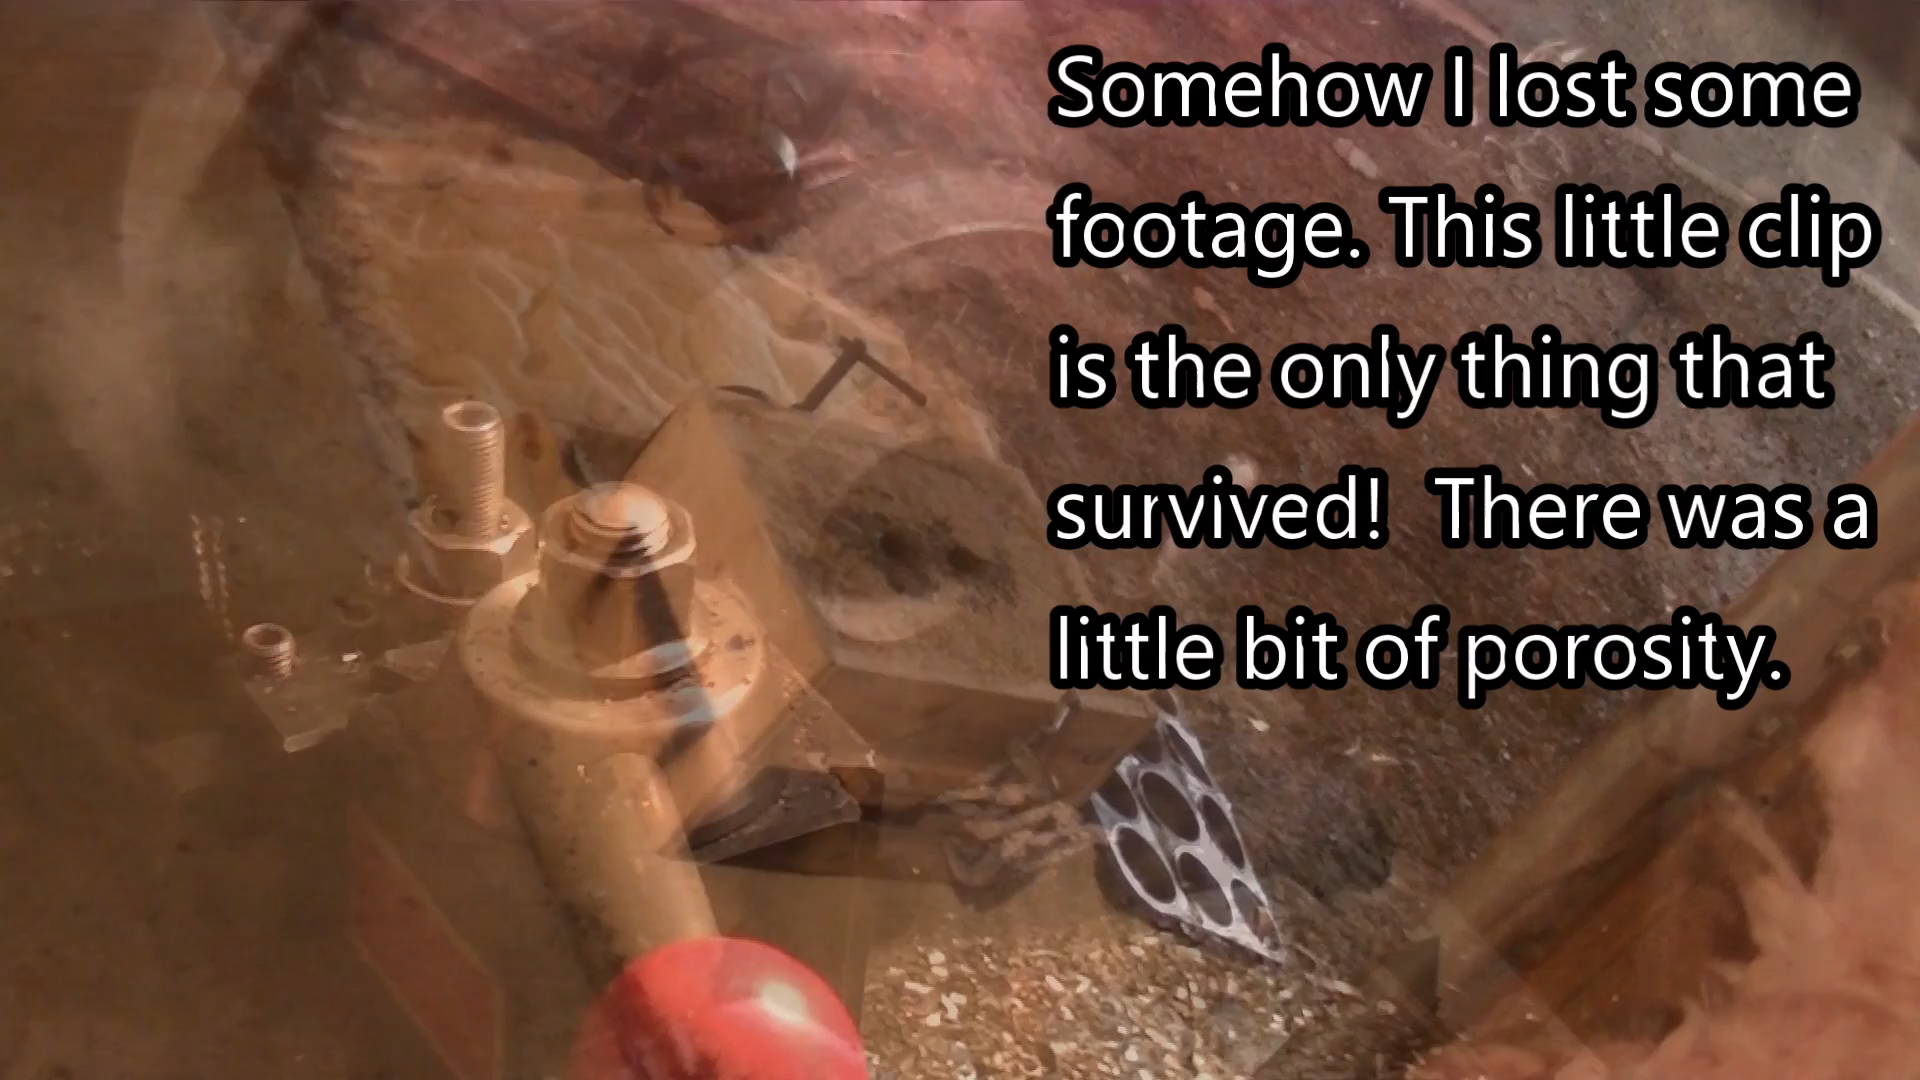 Somehow I lost some
footage. This little clip
is the only thing that
survived!  There was a
little bit of porosity.